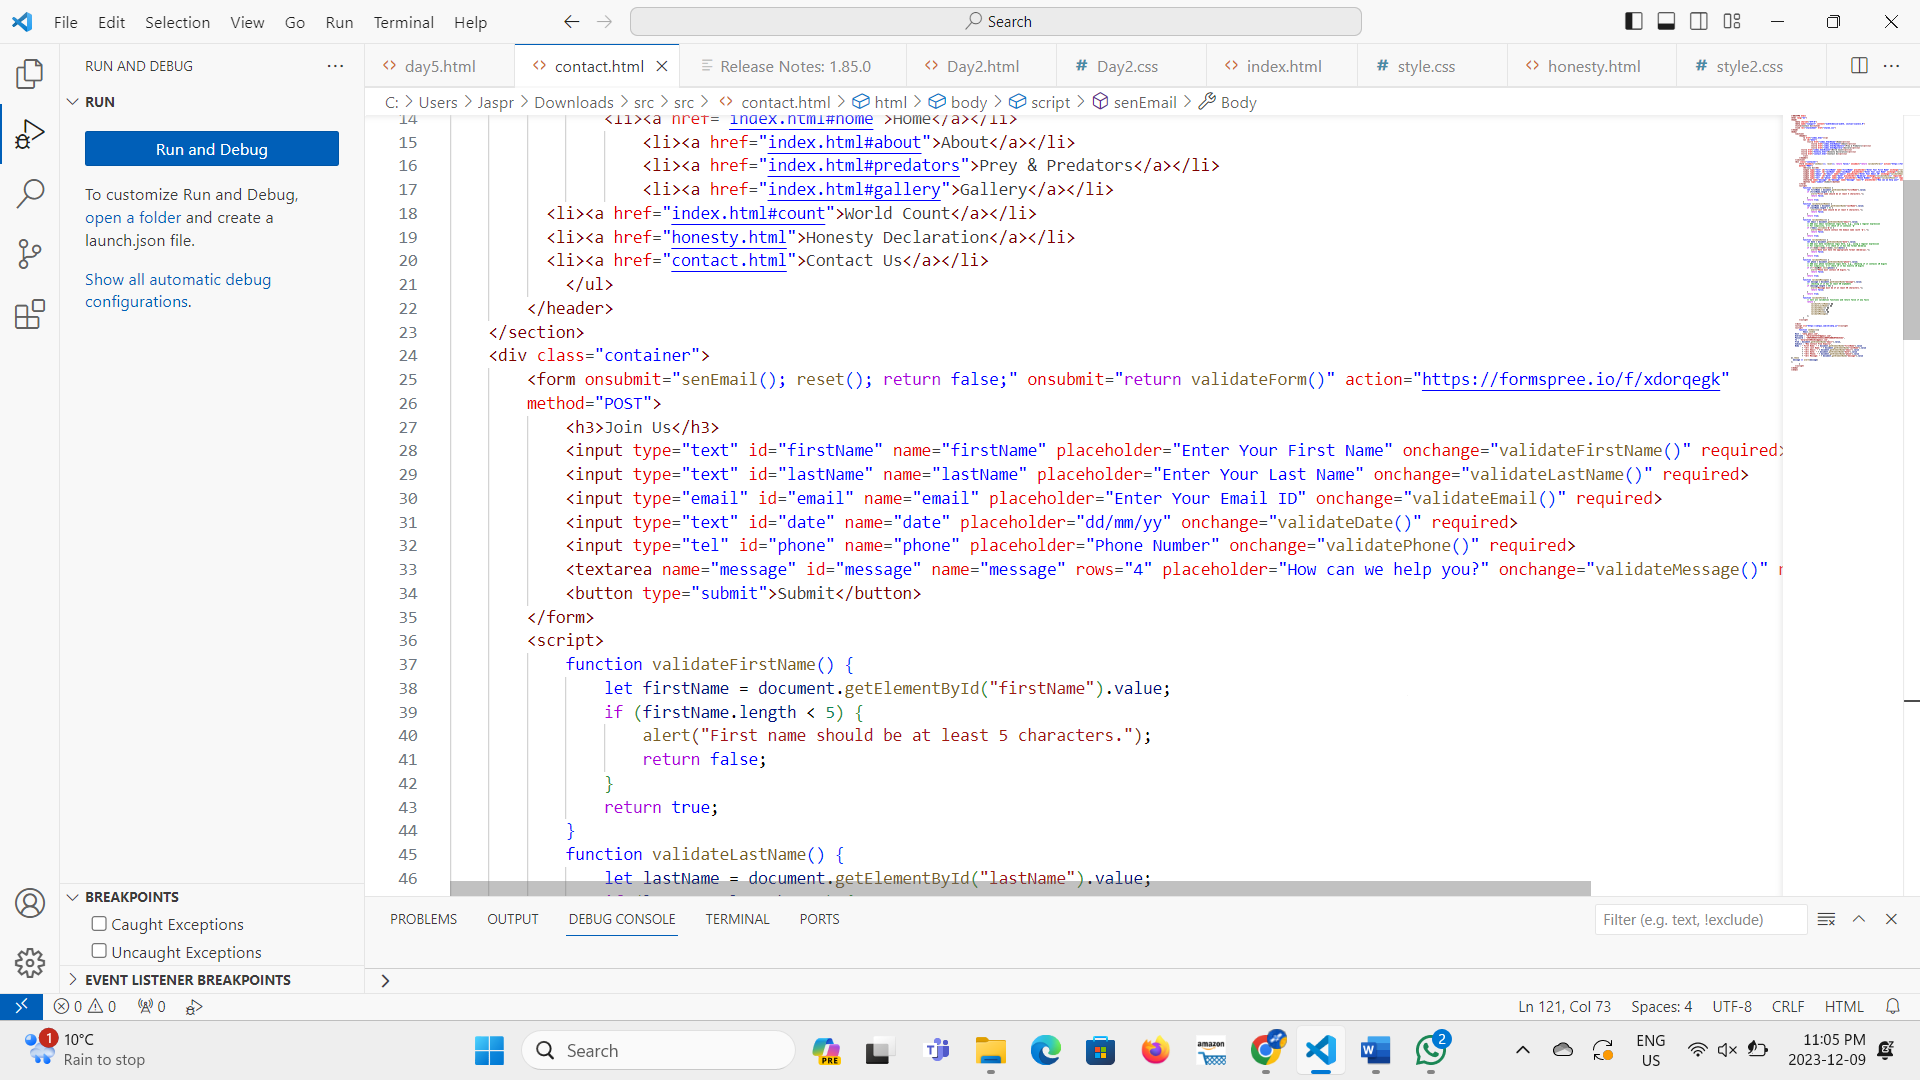 File Edit Selection View Go Run Terminal Help Search
RUN AND DEBUG
day5.html contact.html Release Notes: 1.85.0 Day2.html Day2.css index.html style.css honesty.html style2.css
RUN
C: > Users > Jaspr > Downloads > src > src > contact.html > html > body > script > senEmail > Body
Run and Debug
To customize Run and Debug,
open a folder and create a
launch.json file.
Show all automatic debug
configurations.
14 <li><a href="index.html#home">Home</a></li>
15 <li><a href="index.html#about">About</a></li>
16 <li><a href="index.html#predators">Prey & Predators</a></li>
17 <li><a href="index.html#gallery">Gallery</a></li>
18 <li><a href="index.html#count">World Count</a></li>
19 <li><a href="honesty.html">Honesty Declaration</a></li>
20 <li><a href="contact.html">Contact Us</a></li>
21 </ul>
22 </header>
23 </section>
24 <div class="container">
25 <form onsubmit="senEmail(); reset(); return false;" onsubmit="return validateForm()" action="https://formspree.io/f/xdorqegk"
26 method="POST">
27 <h3>Join Us</h3>
28 <input type="text" id="firstName" name="firstName" placeholder="Enter Your First Name" onchange="validateFirstName()" required>
29 <input type="text" id="lastName" name="lastName" placeholder="Enter Your Last Name" onchange="validateLastName()" required>
30 <input type="email" id="email" name="email" placeholder="Enter Your Email ID" onchange="validateEmail()" required>
31 <input type="text" id="date" name="date" placeholder="dd/mm/yy" onchange="validateDate()" required>
32 <input type="tel" id="phone" name="phone" placeholder="Phone Number" onchange="validatePhone()" required>
33 <textarea name="message" id="message" name="message" rows="4" placeholder="How can we help you?" onchange="validateMessage()"
34 <button type="submit">Submit</button>
35 </form>
36 <script>
37 function validateFirstName() {
38 let firstName = document.getElementById("firstName").value;
39 if (firstName.length < 5) {
40 alert("First name should be at least 5 characters.");
41 return false;
42 }
43 return true;
44 }
45 function validateLastName() {
46 let lastName = document.getElementById("lastName").value;
BREAKPOINTS
Caught Exceptions
Uncaught Exceptions
EVENT LISTENER BREAKPOINTS
PROBLEMS OUTPUT DEBUG CONSOLE TERMINAL PORTS Filter (e.g. text, !exclude)
0 0 0 Ln 121, Col 73 Spaces: 4 UTF-8 CRLF HTML
1 10°C
Rain to stop
Search
PRE
amazon
2
ENG
US
11:05 PM
2023-12-09